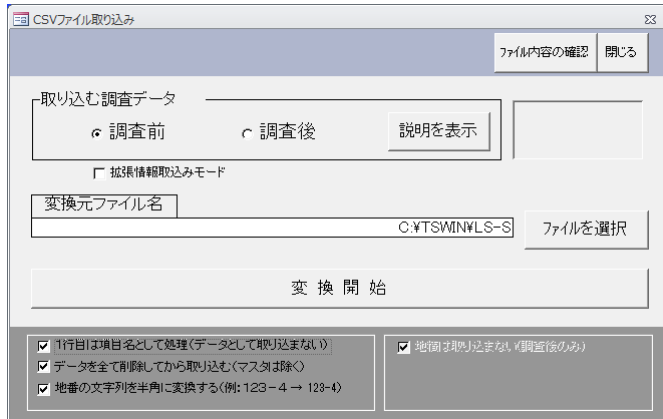 CSVファイル取り込み
ファイル内容の確認 閉じる
取り込む調査データ
調査前 調査後 説明を表示
拡張情報取込みモード
変換元ファイル名
C:¥TSWIN¥LS-S ファイルを選択
変 換 開 始
1行目は項目名として処理(データとして取り込まない)
データを全て削除してから取り込む(マスタは除く)
地番の文字列を半角に変換する(例:123-4 → 123-4)
地権は取り込まない(調査後のみ)